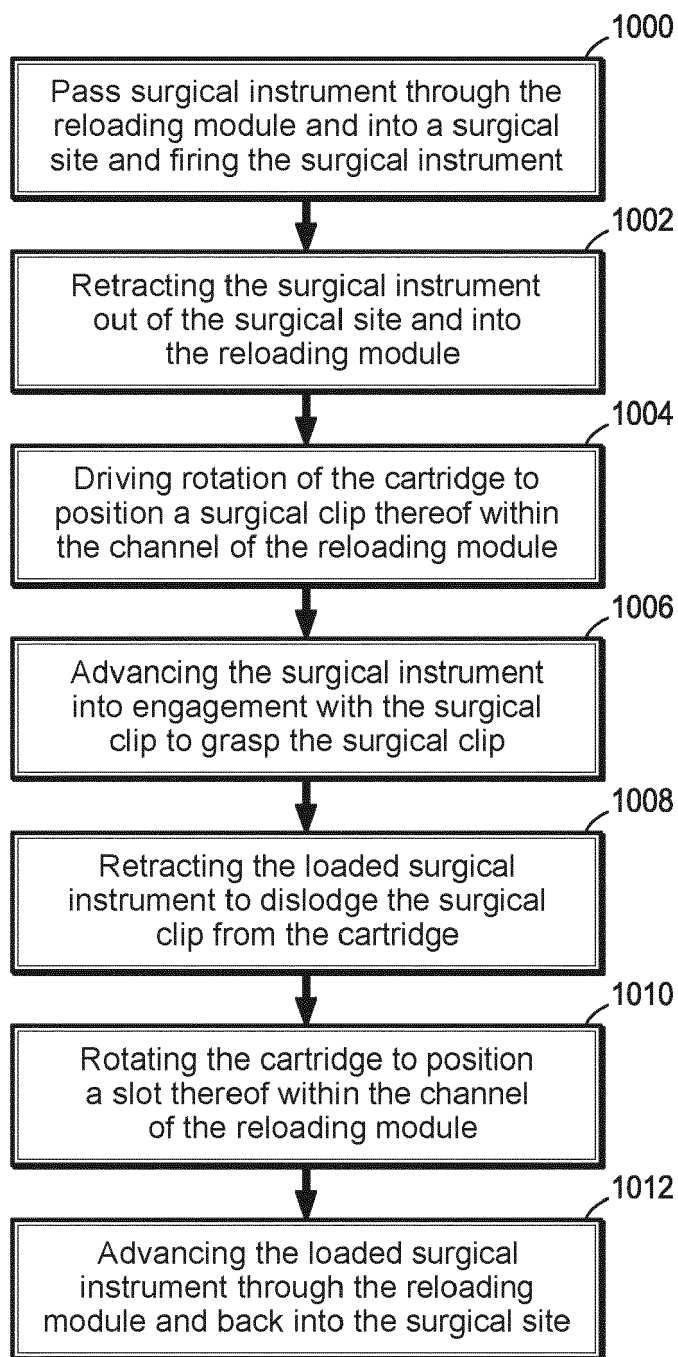 1000
Pass surgical instrument through the
reloading module and into a surgical
site and firing the surgical instrument
1002
Retracting the surgical instrument
out of the surgical site and into
the reloading module
1004
Driving rotation of the cartridge to
position a surgical clip thereof within
the channel of the reloading module
1006
Advancing the surgical instrument
into engagement with the surgical
clip to grasp the surgical clip
1008
Retracting the loaded surgical
instrument to dislodge the surgical
clip from the cartridge
1010
Rotating the cartridge to position
a slot thereof within the channel
of the reloading module
1012
Advancing the loaded surgical
instrument through the reloading
module and back into the surgical site